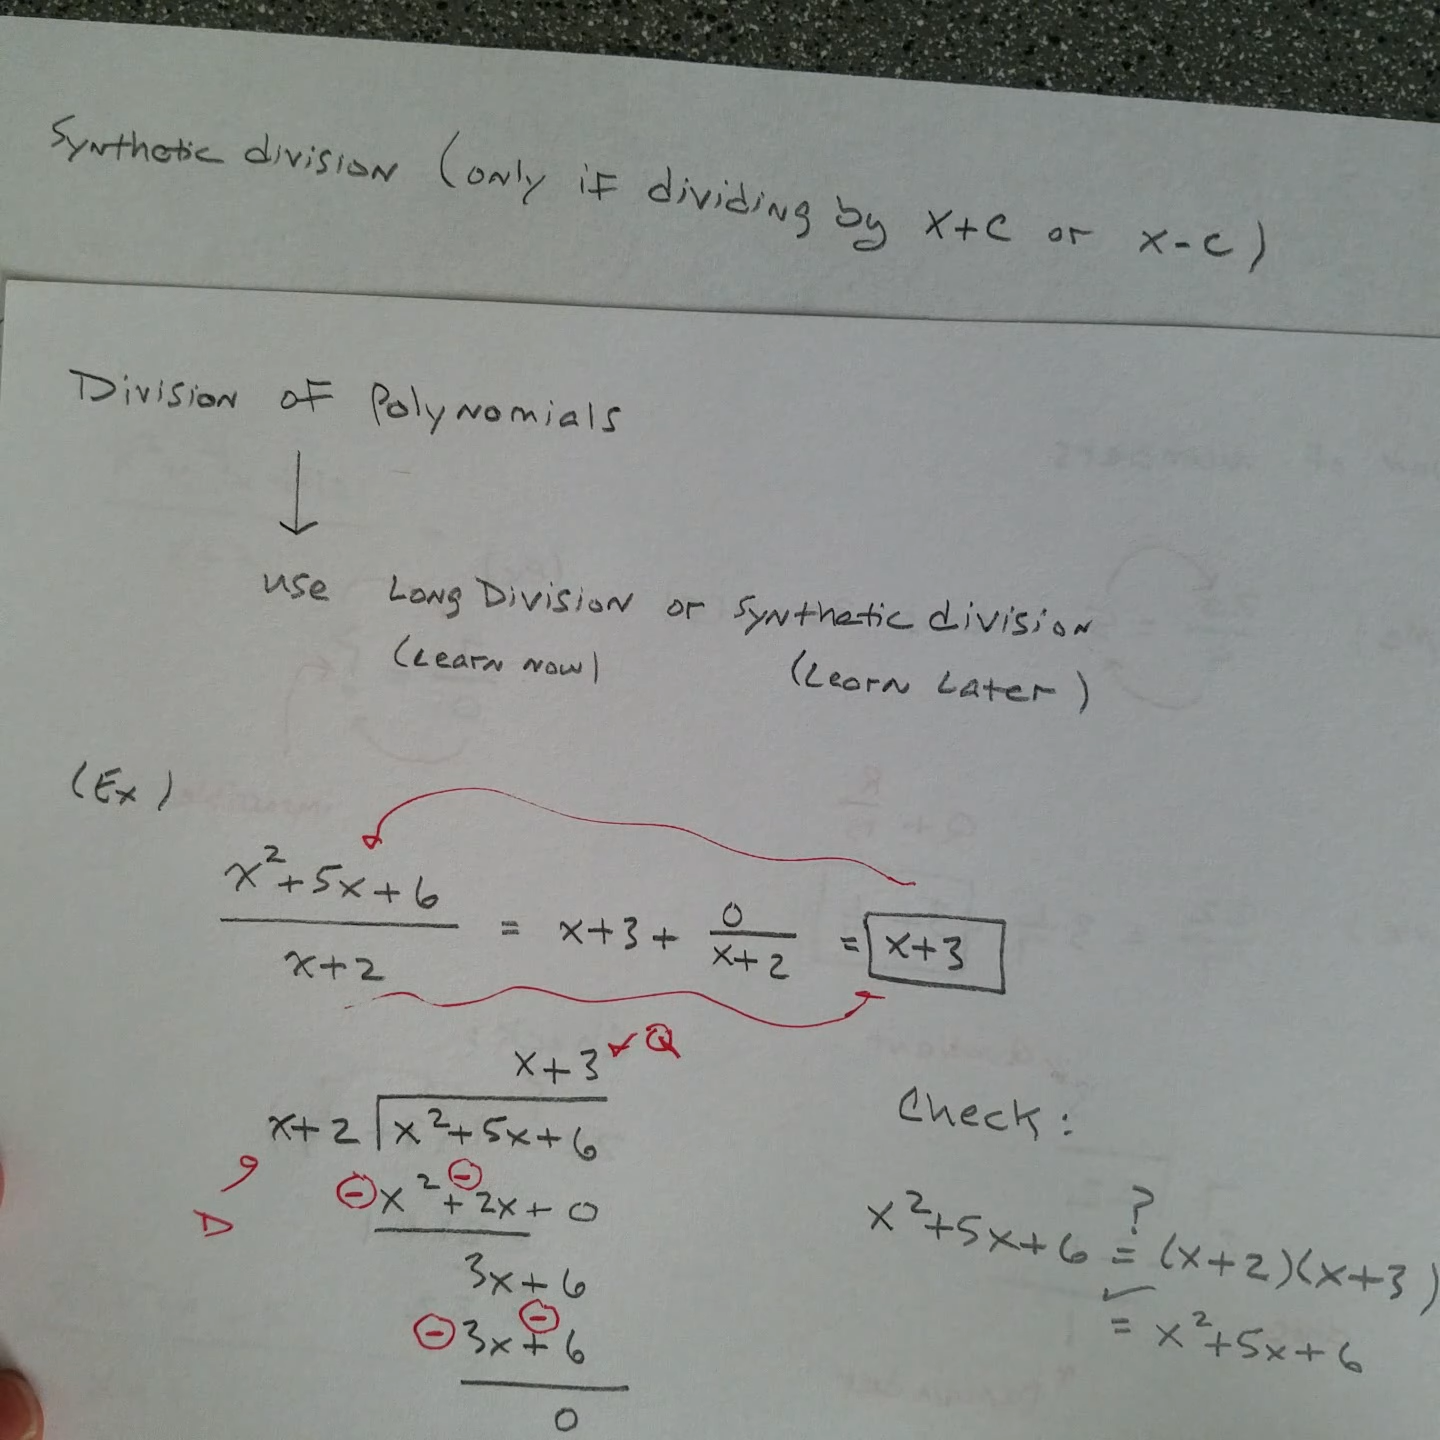 Synthetic division (only if dividing by x+c or x-c)
Division of Polynomials
use Long Division or Synthetic division
(Learn now) (Learn Later)
(Ex)
x²+5x+6 / x+2 = x+3 + 0 / x+2 = x+3
x+3 Q
x+2 x²+5x+6
D
- x² + 2x + 0
-
3x+6
- 3x + 6
-
0
Check:
x²+5x+6 =? (x+2)(x+3)
✓
= x²+5x+6